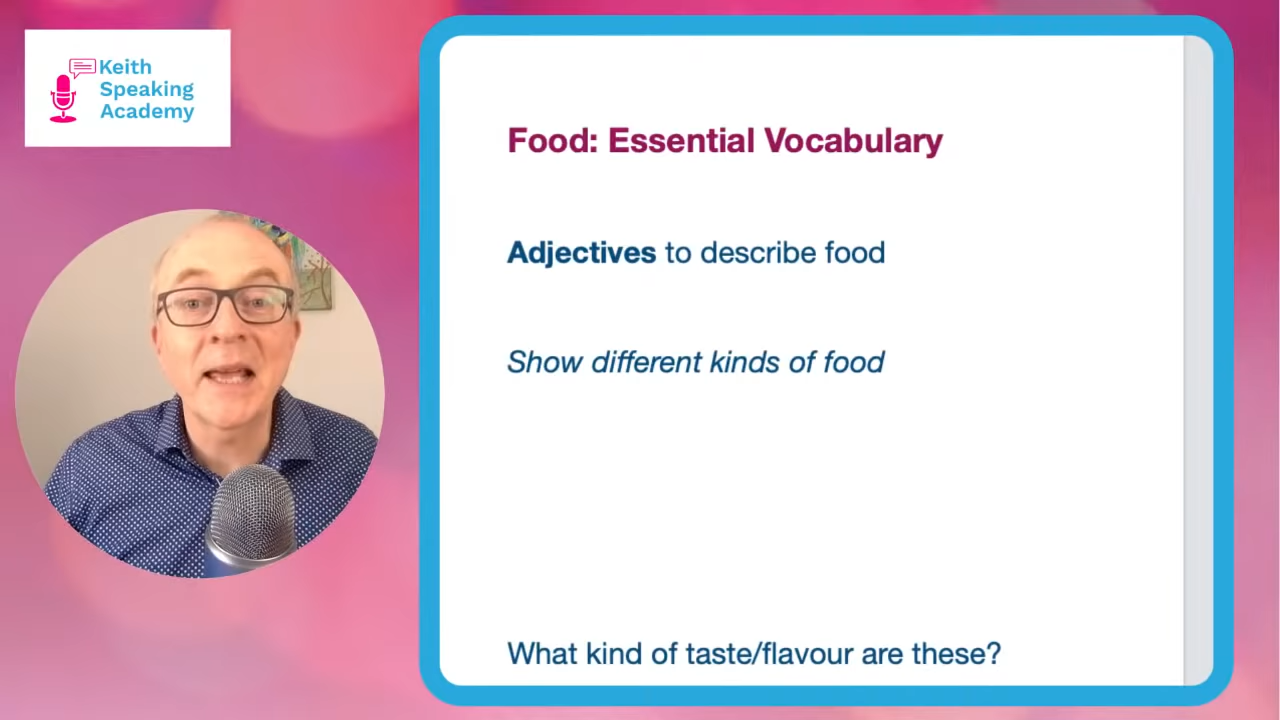 Keith
Speaking
Academy
Food: Essential Vocabulary
Adjectives to describe food
Show different kinds of food
What kind of taste/flavour are these?